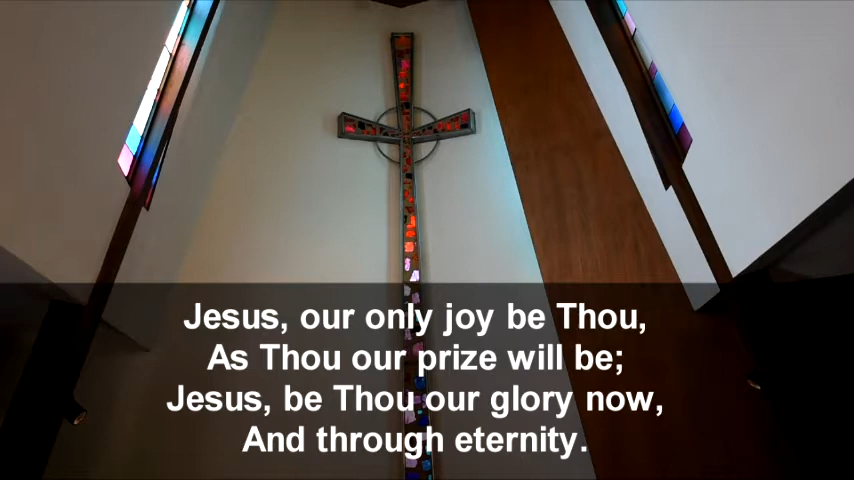 Jesus, our only joy be Thou,
As Thou our prize will be;
Jesus, be Thou our glory now,
And through eternity.